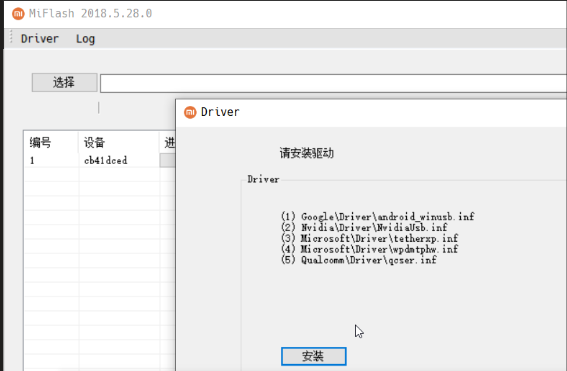 MiFlash 2018.5.28.0
Driver Log
选择
Driver
编号 设备 进
1 cb41dced
请安装驱动
Driver
(1) Google\Driver\android_winusb.inf
(2) Nvidia\Driver\NvidiaUsb.inf
(3) Microsoft\Driver\tetherxp.inf
(4) Microsoft\Driver\wpdmtphw.inf
(5) Qualcomm\Driver\qcser.inf
安装